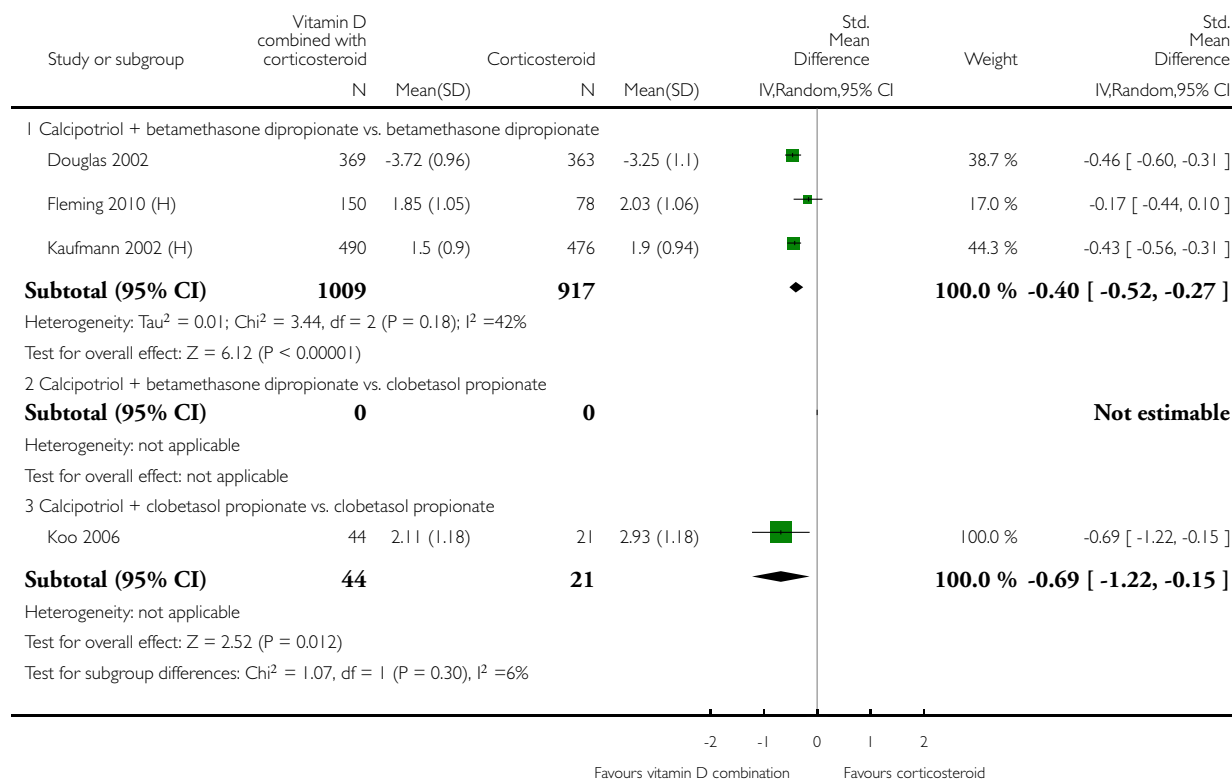 Study or subgroup Vitamin D combined with corticosteroid Corticosteroid Std. Mean Difference Weight Std. Mean Difference
N Mean(SD) N Mean(SD) IV,Random,95% CI IV,Random,95% CI
1 Calcipotriol + betamethasone dipropionate vs. betamethasone dipropionate
Douglas 2002 369 -3.72 (0.96) 363 -3.25 (1.1) 38.7 % -0.46 [ -0.60, -0.31 ]
Fleming 2010 (H) 150 1.85 (1.05) 78 2.03 (1.06) 17.0 % -0.17 [ -0.44, 0.10 ]
Kaufmann 2002 (H) 490 1.5 (0.9) 476 1.9 (0.94) 44.3 % -0.43 [ -0.56, -0.31 ]
Subtotal (95% CI) 1009 917 100.0 % -0.40 [ -0.52, -0.27 ]
Heterogeneity: Tau² = 0.01; Chi² = 3.44, df = 2 (P = 0.18); I² =42%
Test for overall effect: Z = 6.12 (P < 0.00001)
2 Calcipotriol + betamethasone dipropionate vs. clobetasol propionate
Subtotal (95% CI) 0 0 Not estimable
Heterogeneity: not applicable
Test for overall effect: not applicable
3 Calcipotriol + clobetasol propionate vs. clobetasol propionate
Koo 2006 44 2.11 (1.18) 21 2.93 (1.18) 100.0 % -0.69 [ -1.22, -0.15 ]
Subtotal (95% CI) 44 21 100.0 % -0.69 [ -1.22, -0.15 ]
Heterogeneity: not applicable
Test for overall effect: Z = 2.52 (P = 0.012)
Test for subgroup differences: Chi² = 1.07, df = 1 (P = 0.30), I² =6%
-2 -1 0 1 2
Favours vitamin D combination Favours corticosteroid